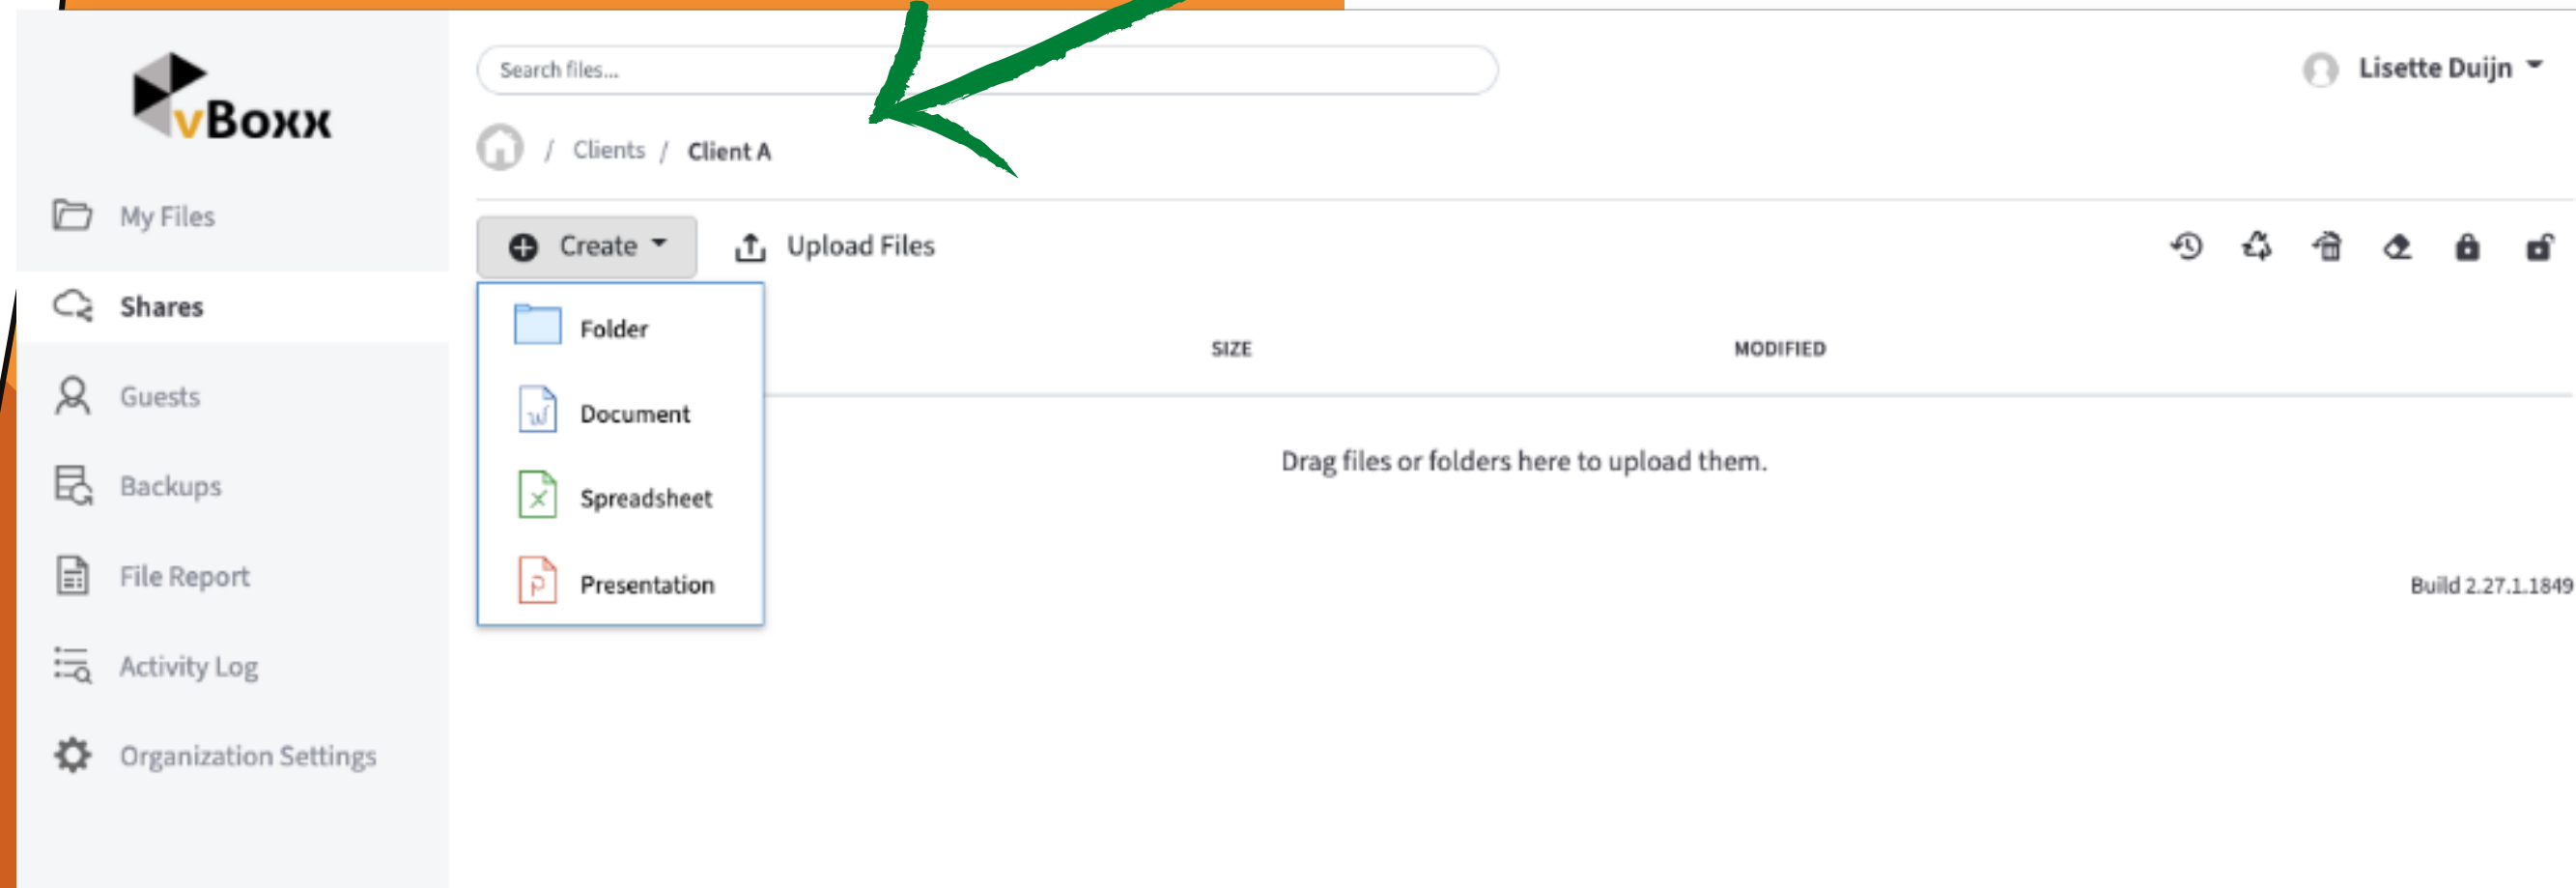 vBoxx
Search files...
Lisette Duijn
/ Clients / Client A
My Files
Create
Upload Files
Shares
Folder
SIZE
MODIFIED
Guests
Document
Drag files or folders here to upload them.
Backups
Spreadsheet
File Report
Presentation
Build 2.27.1.1849
Activity Log
Organization Settings